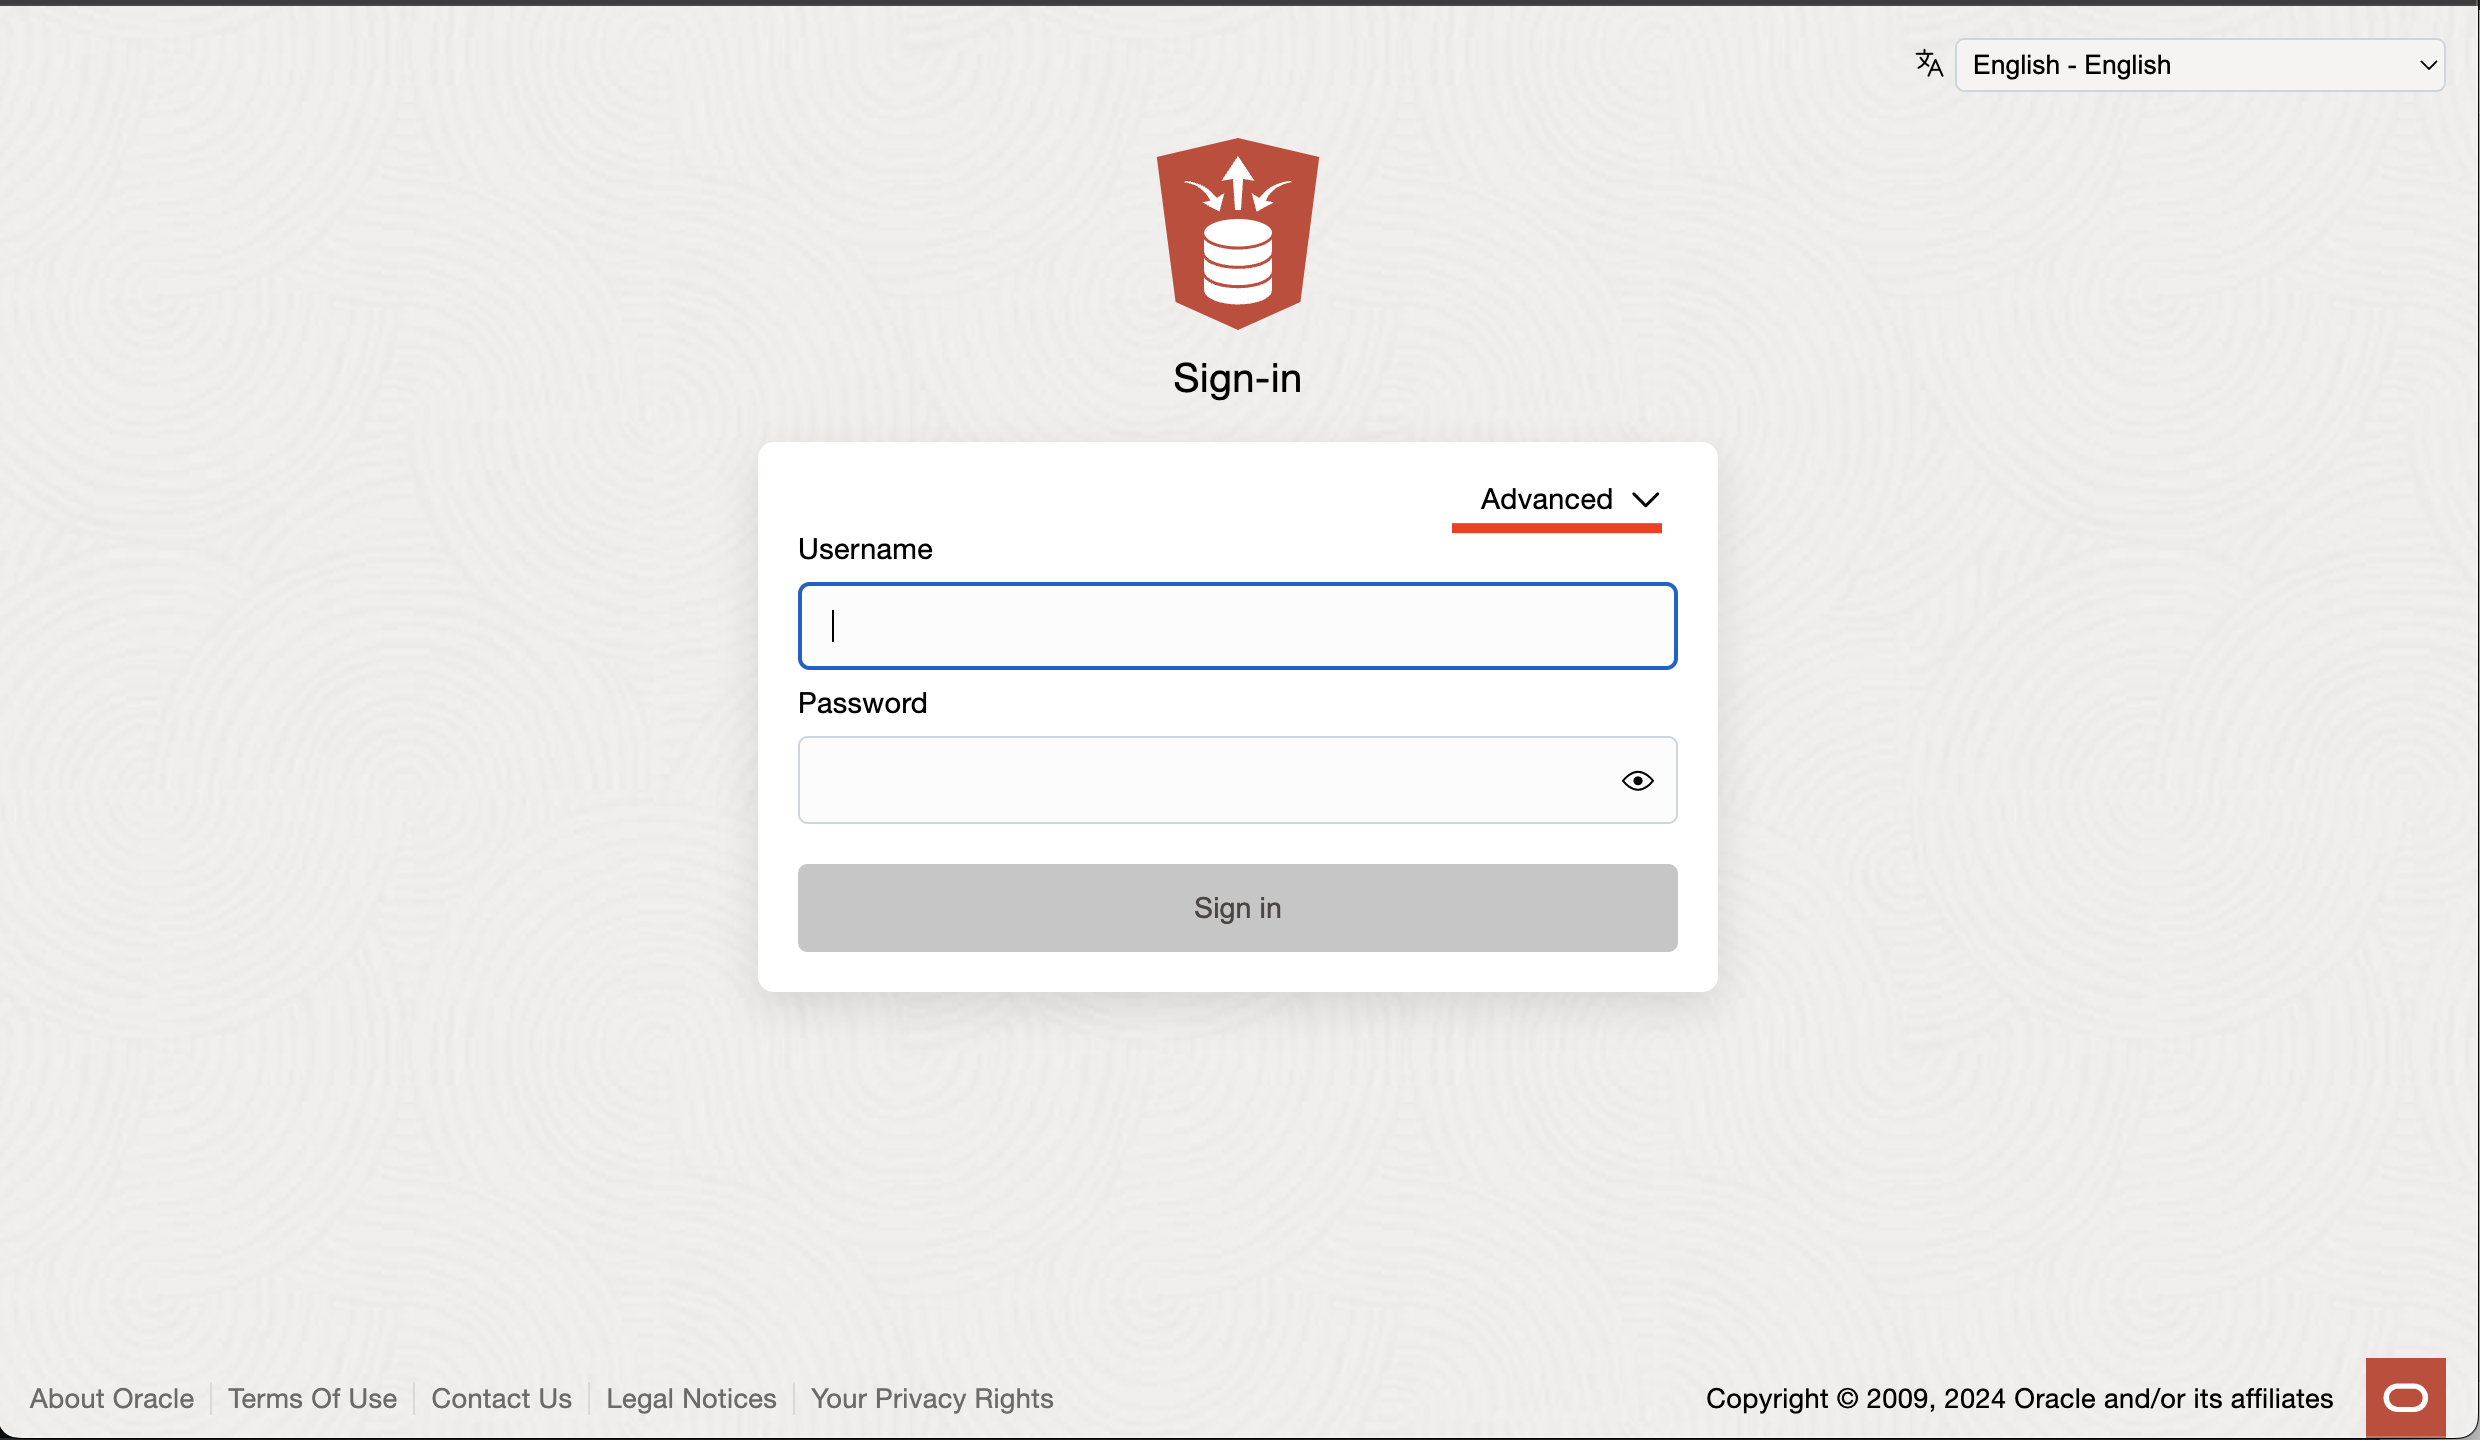 English - English
Sign-in
Advanced
Username
Password
Sign in
About Oracle
Terms Of Use
Contact Us
Legal Notices
Your Privacy Rights
Copyright © 2009, 2024 Oracle and/or its affiliates